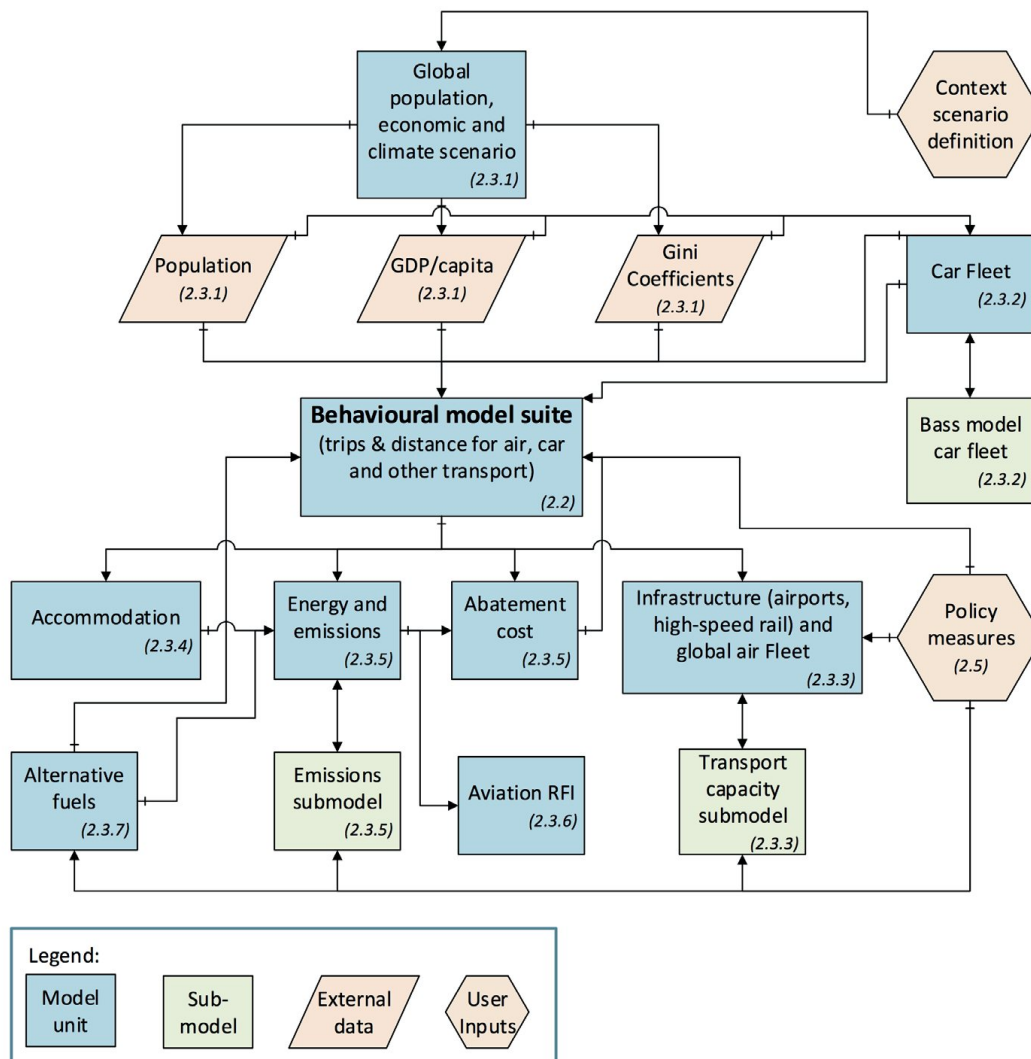 Global
population,
economic and
climate scenario
(2.3.1)
Context
scenario
definition
Population
(2.3.1)
GDP/capita
(2.3.1)
Gini
Coefficients
(2.3.1)
Car Fleet
(2.3.2)
Behavioural model suite
(trips & distance for air, car
and other transport)
(2.2)
Bass model
car fleet
(2.3.2)
Accommodation
(2.3.4)
Energy and
emissions
(2.3.5)
Abatement
cost
(2.3.5)
Infrastructure (airports,
high-speed rail) and
global air Fleet
(2.3.3)
Policy
measures
(2.5)
Alternative
fuels
(2.3.7)
Emissions
submodel
(2.3.5)
Aviation RFI
(2.3.6)
Transport
capacity
submodel
(2.3.3)
Legend:
Model
unit
Sub-
model
External
data
User
Inputs